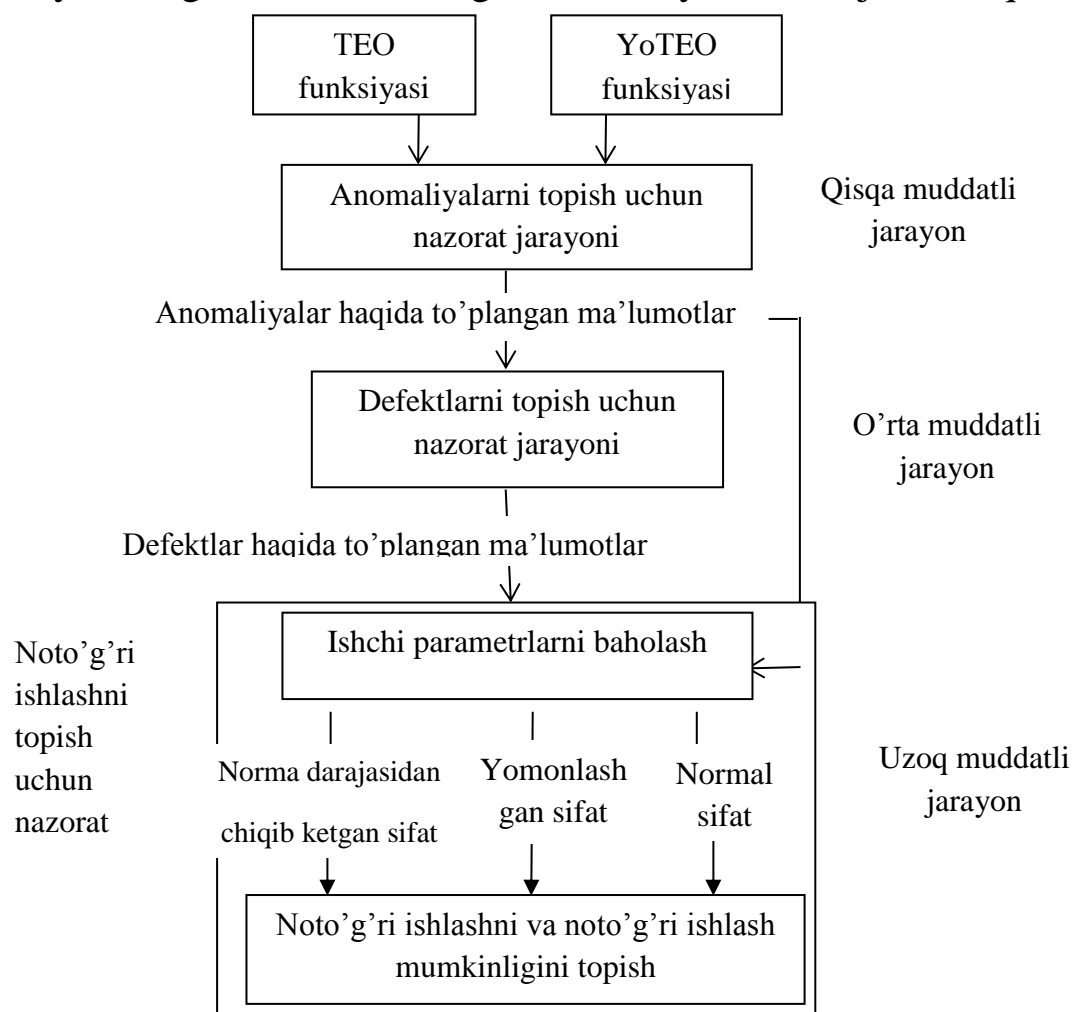 TEO
funksiyasi
YoTEO
funksiyasi
Anomaliyalarni topish uchun
nazorat jarayoni
Qisqa muddatli
jarayon
Anomaliyalar haqida to’plangan ma’lumotlar
Defektlarni topish uchun
nazorat jarayoni
O’rta muddatli
jarayon
Defektlar haqida to’plangan ma’lumotlar
Noto’g’ri
ishlashni
topish
uchun
nazorat
Ishchi parametrlarni baholash
Norma darajasidan
chiqib ketgan sifat
Yomonlash
gan sifat
Normal
sifat
Uzoq muddatli
jarayon
Noto’g’ri ishlashni va noto’g’ri ishlash
mumkinligini topish